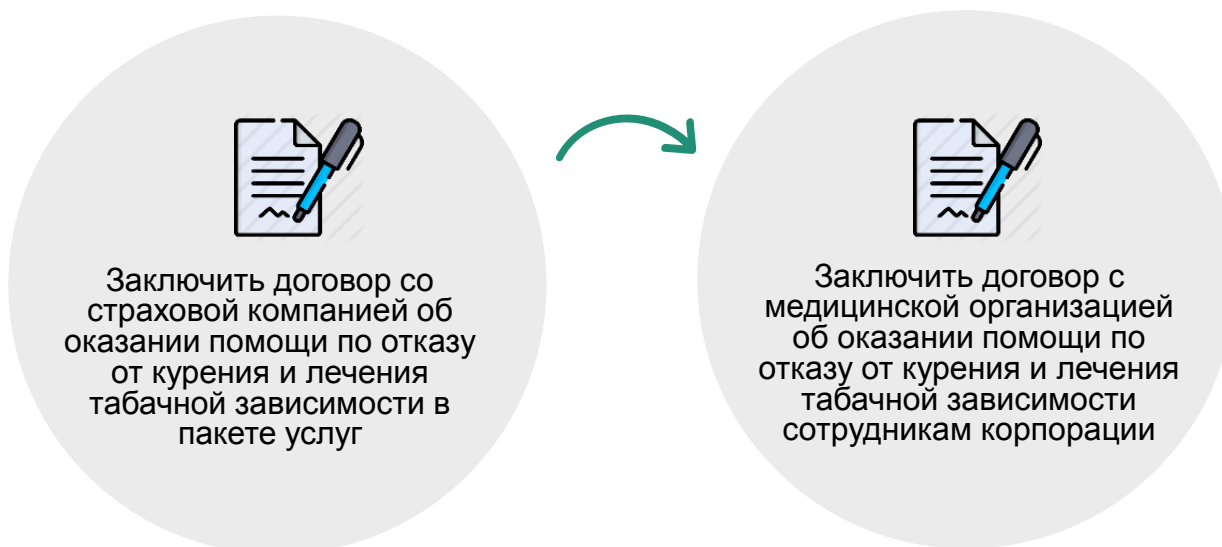 Заключить договор со
страховой компанией об
оказании помощи по отказу
от курения и лечения
табачной зависимости в
пакете услуг
Заключить договор с
медицинской организацией
об оказании помощи по
отказу от курения и лечения
табачной зависимости
сотрудникам корпорации